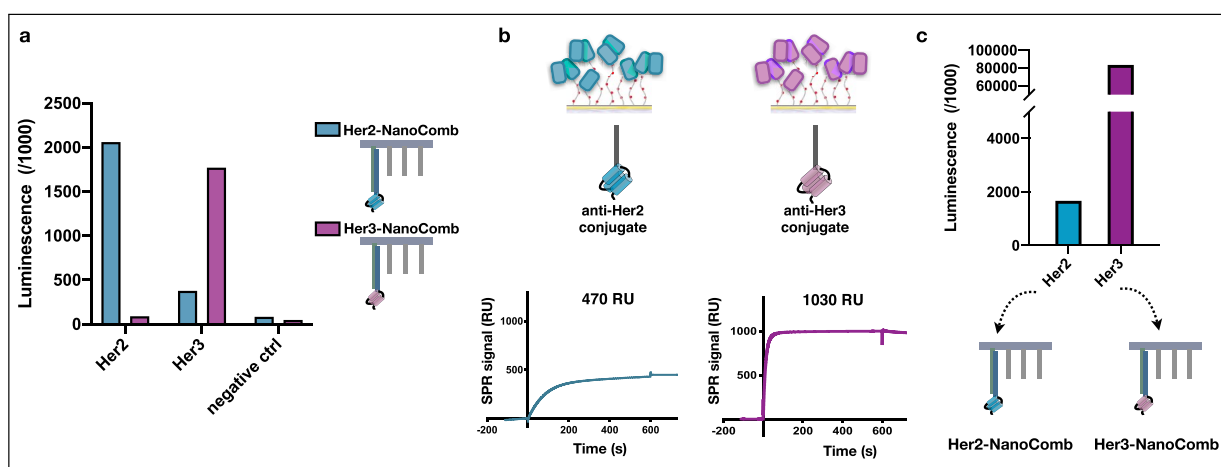 a
Luminescence (/1000)
2500
2000
1500
1000
500
0
Her2
Her3
negative ctrl
Her2-NanoComb
Her3-NanoComb
b
anti-Her2
conjugate
anti-Her3
conjugate
470 RU
SPR signal (RU)
1000
500
-200
200
400
600
Time (s)
1030 RU
SPR signal (RU)
1000
500
-200
200
400
600
Time (s)
c
Luminescence (/1000)
100000
80000
4000
2000
0
Her2
Her3
Her2-NanoComb
Her3-NanoComb